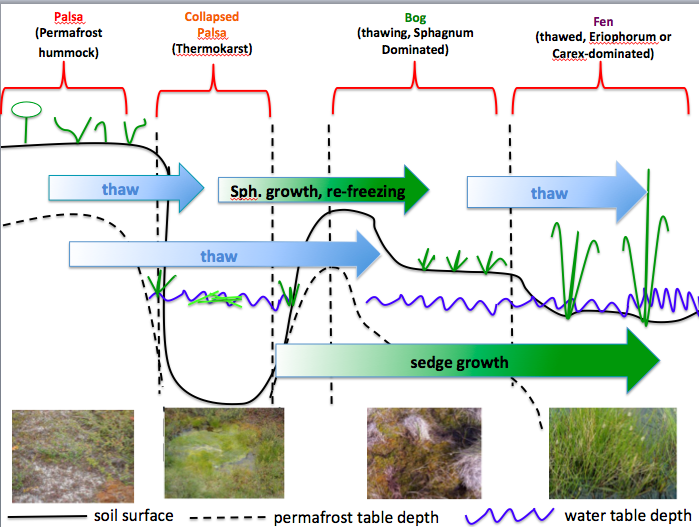 Palsa
(Permafrost
hummock)
Collapsed
Palsa
(Thermokarst)
Bog
(thawing, Sphagnum
Dominated)
Fen
(thawed, Eriophorum or
Carex-dominated)
thaw
Sph. growth, re-freezing
thaw
thaw
sedge growth
soil surface
permafrost table depth
water table depth